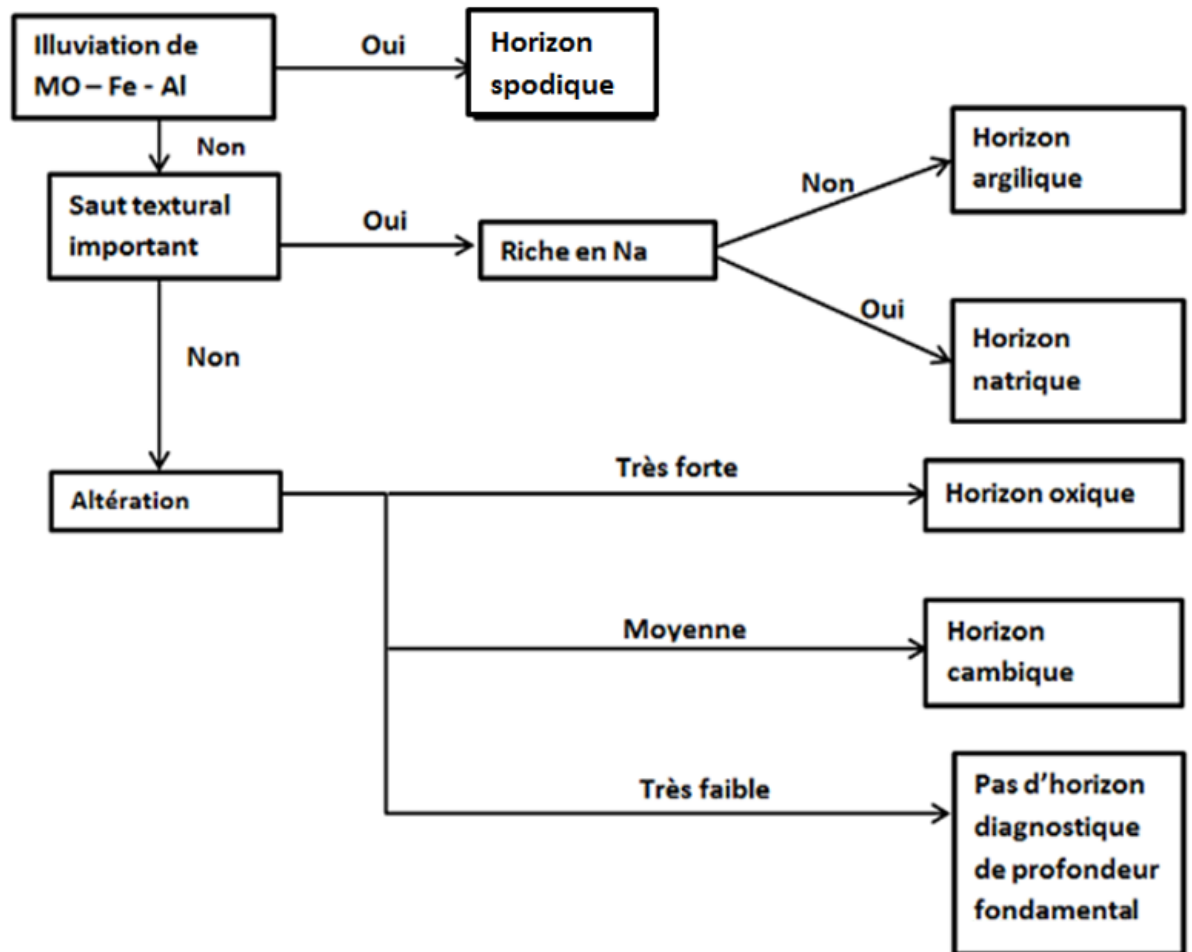 Illuviation de
MO – Fe - Al
Oui
Horizon
spodique
Non
Saut textural
important
Oui
Riche en Na
Non
Horizon
argilique
Oui
Horizon
natrique
Non
Altération
Très forte
Horizon oxique
Moyenne
Horizon
cambique
Très faible
Pas d’horizon
diagnostique
de profondeur
fondamental